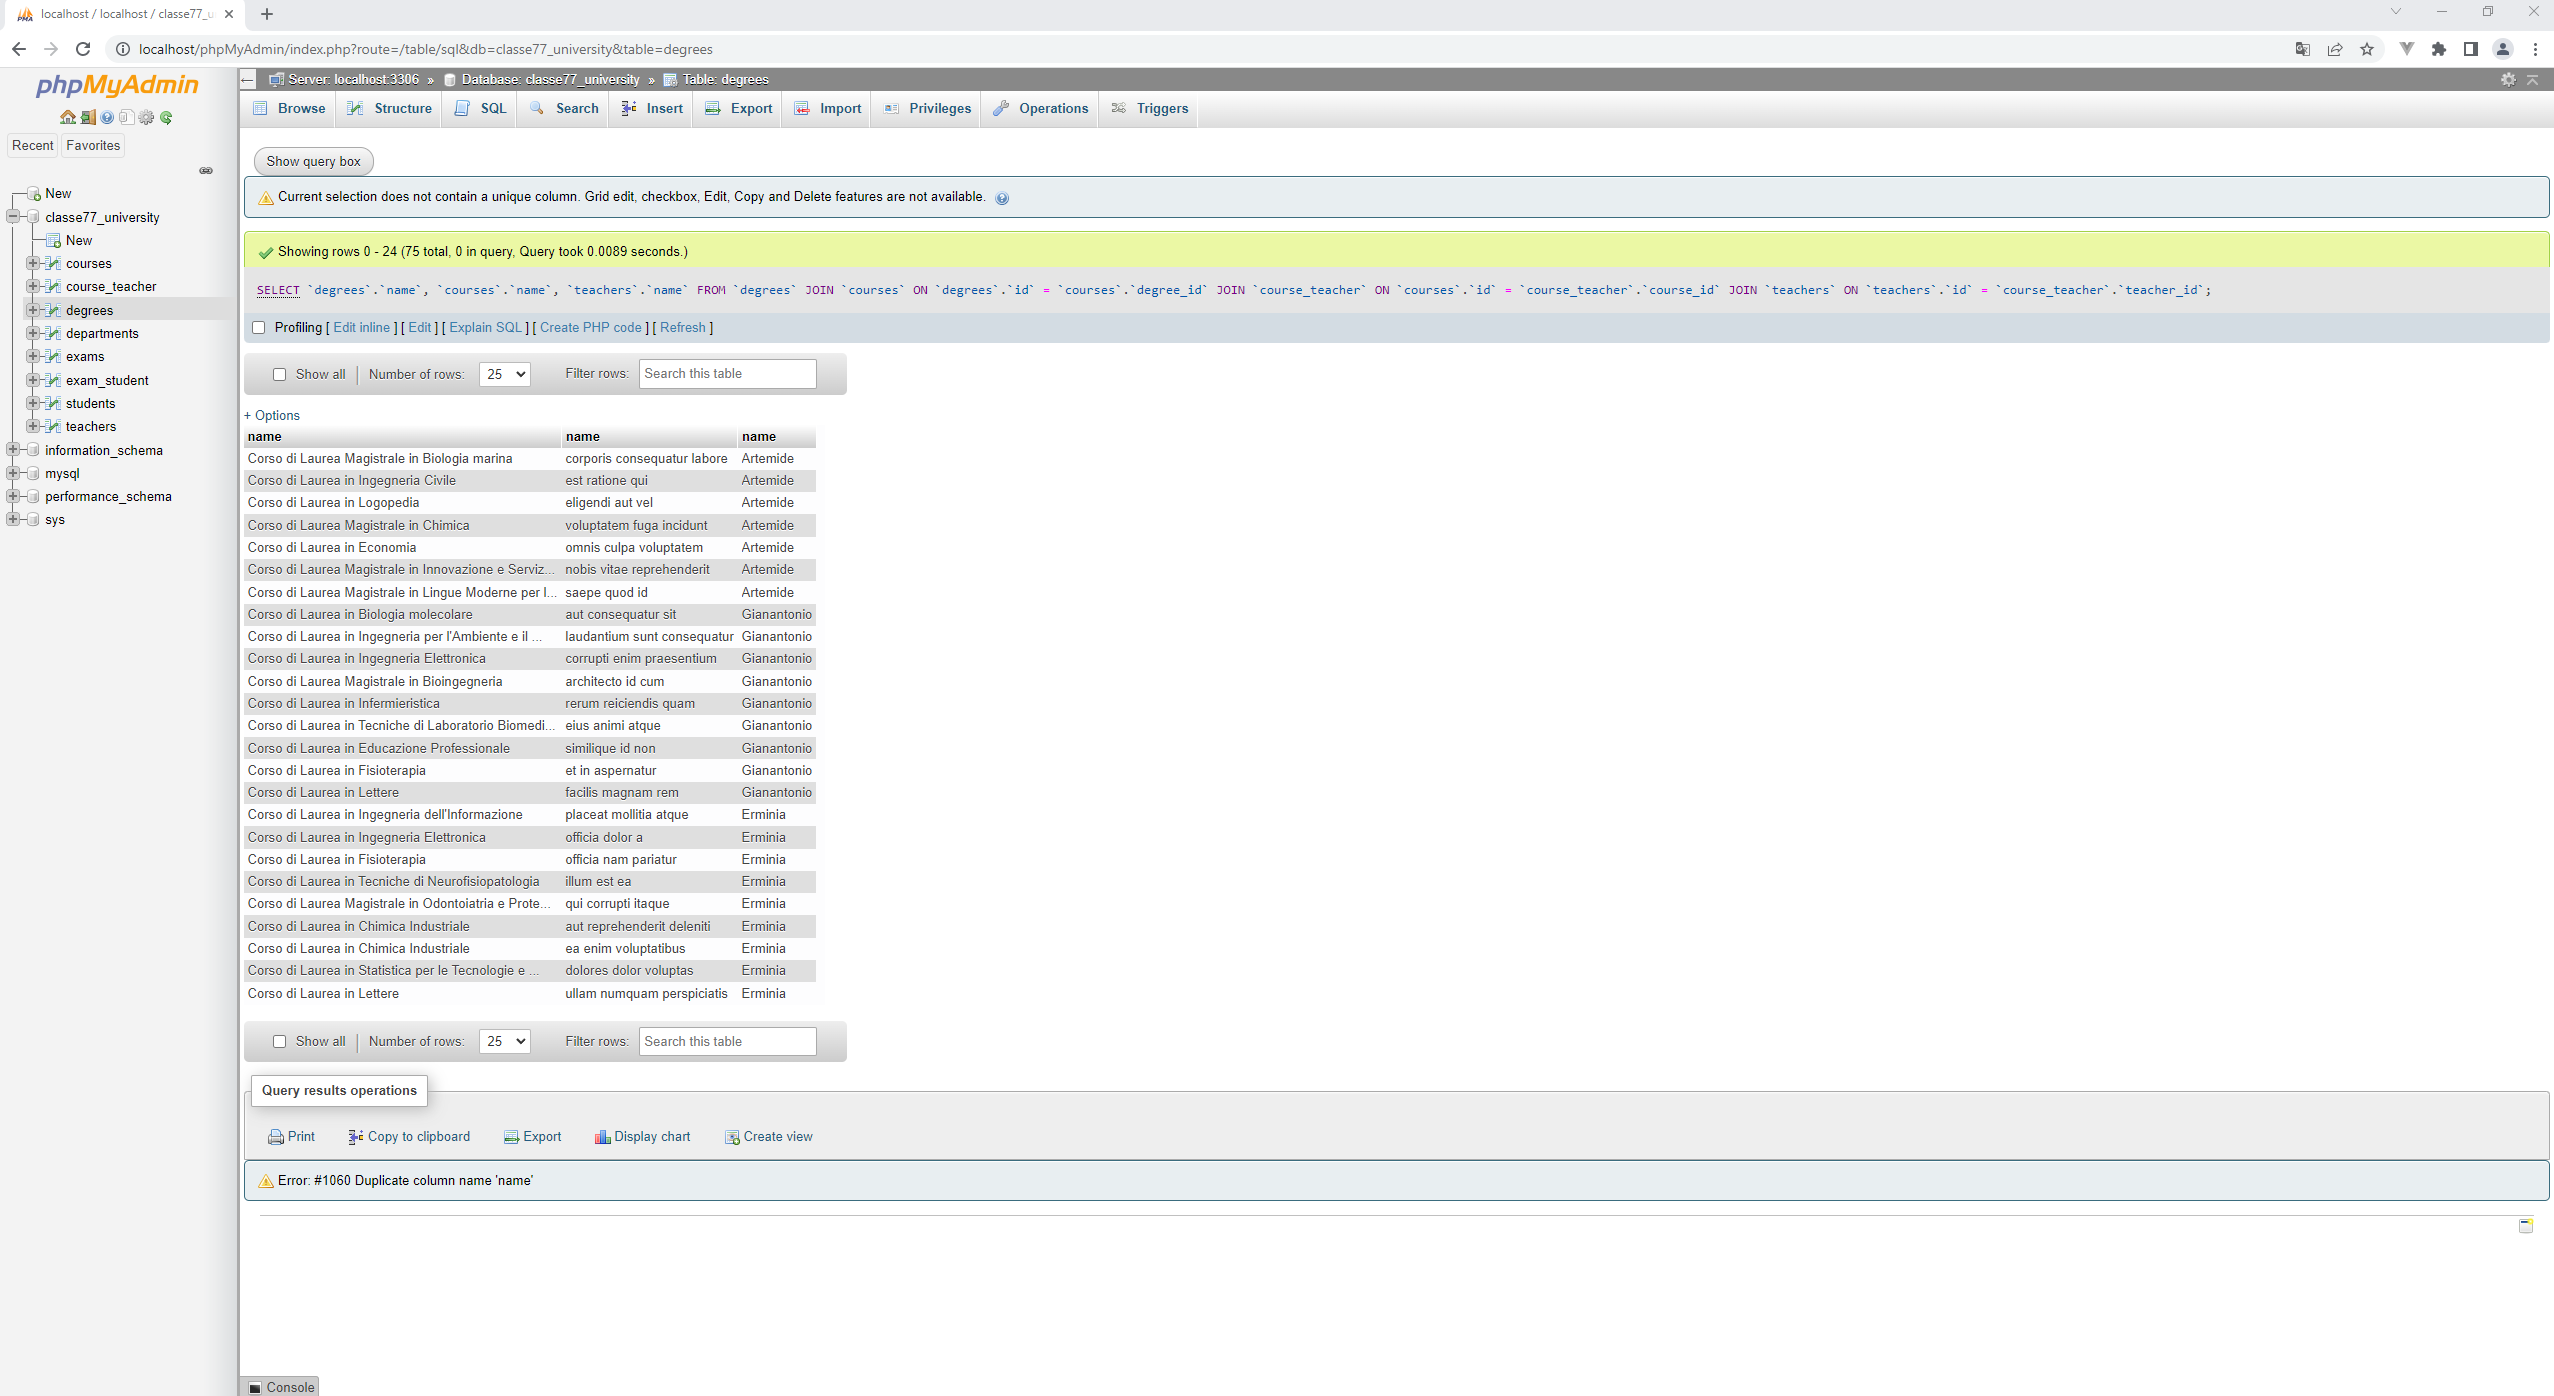 localhost / localhost / classe77_u
localhost/phpMyAdmin/index.php?route=/table/sql&db=classe77_university&table=degrees
phpMyAdmin
Recent Favorites
New
classe77_university
New
courses
course_teacher
degrees
departments
exams
exam_student
students
teachers
information_schema
mysql
performance_schema
sys
Server: localhost:3306 » Database: classe77_university » Table: degrees
Browse Structure SQL Search Insert Export Import Privileges Operations Triggers
Show query box
Current selection does not contain a unique column. Grid edit, checkbox, Edit, Copy and Delete features are not available.
Showing rows 0 - 24 (75 total, 0 in query, Query took 0.0089 seconds.)
SELECT `degrees`.`name`, `courses`.`name`, `teachers`.`name` FROM `degrees` JOIN `courses` ON `degrees`.`id` = `courses`.`degree_id` JOIN `course_teacher` ON `courses`.`id` = `course_teacher`.`course_id` JOIN `teachers` ON `teachers`.`id` = `course_teacher`.`teacher_id`;
Profiling [ Edit inline ] [ Edit ] [ Explain SQL ] [ Create PHP code ] [ Refresh ]
Show all | Number of rows: 25 Filter rows: Search this table
+ Options
name name name
Corso di Laurea Magistrale in Biologia marina corporis consequatur labore Artemide
Corso di Laurea in Ingegneria Civile est ratione qui Artemide
Corso di Laurea in Logopedia eligendi aut vel Artemide
Corso di Laurea Magistrale in Chimica voluptatem fuga incidunt Artemide
Corso di Laurea in Economia omnis culpa voluptatem Artemide
Corso di Laurea Magistrale in Innovazione e Serviz... nobis vitae reprehenderit Artemide
Corso di Laurea Magistrale in Lingue Moderne per l... saepe quod id Artemide
Corso di Laurea in Biologia molecolare aut consequatur sit Gianantonio
Corso di Laurea in Ingegneria per l'Ambiente e il ... laudantium sunt consequatur Gianantonio
Corso di Laurea in Ingegneria Elettronica corrupti enim praesentium Gianantonio
Corso di Laurea Magistrale in Bioingegneria architecto id cum Gianantonio
Corso di Laurea in Infermieristica rerum reiciendis quam Gianantonio
Corso di Laurea in Tecniche di Laboratorio Biomedi... eius animi atque Gianantonio
Corso di Laurea in Educazione Professionale similique id non Gianantonio
Corso di Laurea in Fisioterapia et in aspernatur Gianantonio
Corso di Laurea in Lettere facilis magnam rem Gianantonio
Corso di Laurea in Ingegneria dell'Informazione placeat mollitia atque Erminia
Corso di Laurea in Ingegneria Elettronica officia dolor a Erminia
Corso di Laurea in Fisioterapia officia nam pariatur Erminia
Corso di Laurea in Tecniche di Neurofisiopatologia illum est ea Erminia
Corso di Laurea Magistrale in Odontoiatria e Prote... qui corrupti itaque Erminia
Corso di Laurea in Chimica Industriale aut reprehenderit deleniti Erminia
Corso di Laurea in Chimica Industriale ea enim voluptatibus Erminia
Corso di Laurea in Statistica per le Tecnologie e ... dolores dolor voluptas Erminia
Corso di Laurea in Lettere ullam numquam perspiciatis Erminia
Show all | Number of rows: 25 Filter rows: Search this table
Query results operations
Print Copy to clipboard Export Display chart Create view
Error: #1060 Duplicate column name 'name'
Console